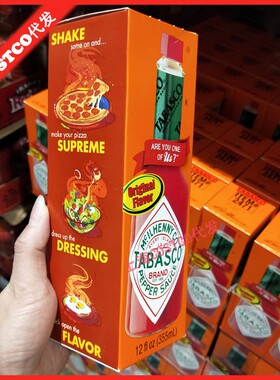 STCO代发
SHAKE
some on and...
make your pizza
SUPREME
dress up the
DRESSING
open the
FLAVOR
TABASCO
ARE YOU ONE
OF US?
Original
Flavor
McILHENNY CO.
TABASCO
BRAND
PEPPER SAUCE
12 fl oz (355mL)